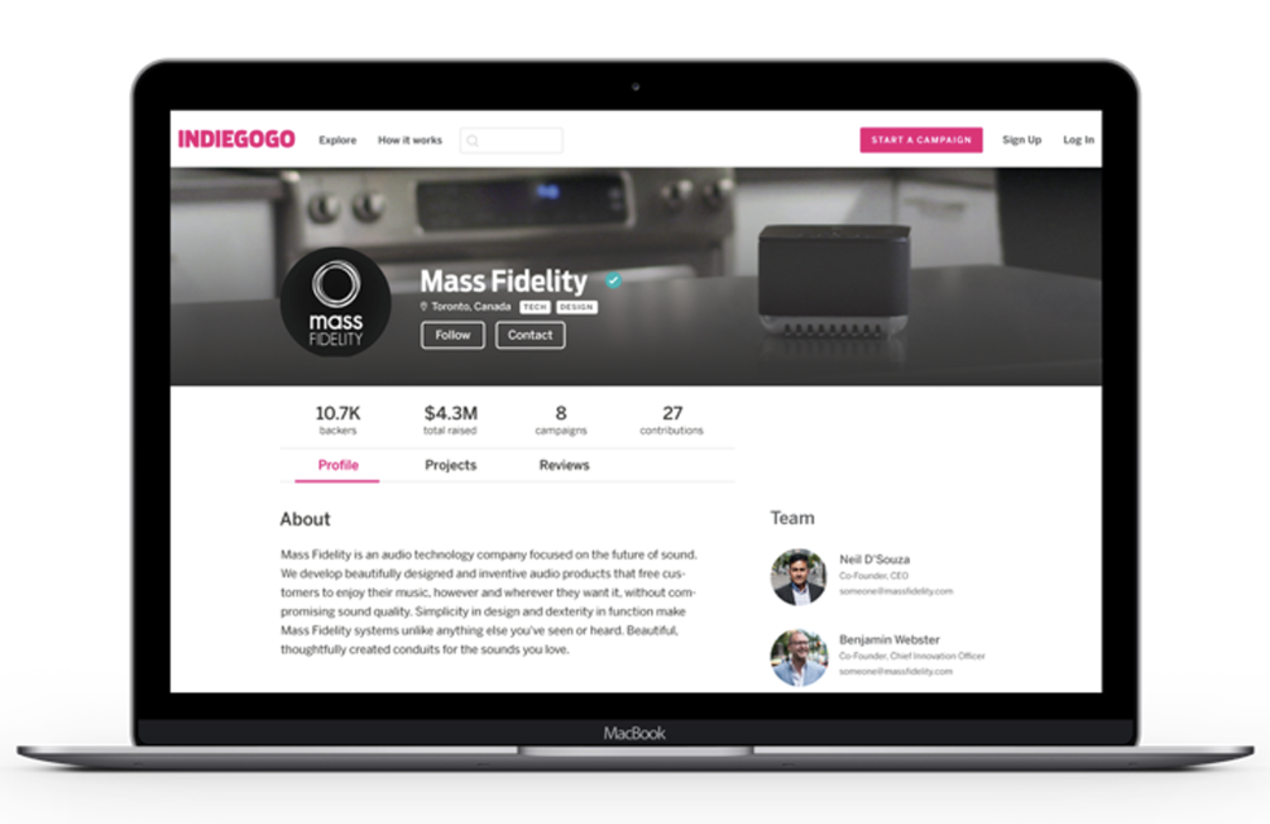 INDIEGOGO Explore How it works START A CAMPAIGN Sign Up Log In
Mass Fidelity
Toronto, Canada TECH DESIGN
Follow Contact
mass
FIDELITY
10.7K $4.3M 8 27
backers total raised campaigns contributions
Profile Projects Reviews
About
Mass Fidelity is an audio technology company focused on the future of sound.
We develop beautifully designed and inventive audio products that free cus-
tomers to enjoy their music, however and wherever they want it, without com-
promising sound quality. Simplicity in design and dexterity in function make
Mass Fidelity systems unlike anything else you've seen or heard. Beautiful,
thoughtfully created conduits for the sounds you love.
Team
Neil D'Souza
Co-Founder, CEO
someone@massfidelity.com
Benjamin Webster
Co-Founder, Chief Innovation Officer
someone@massfidelity.com
MacBook